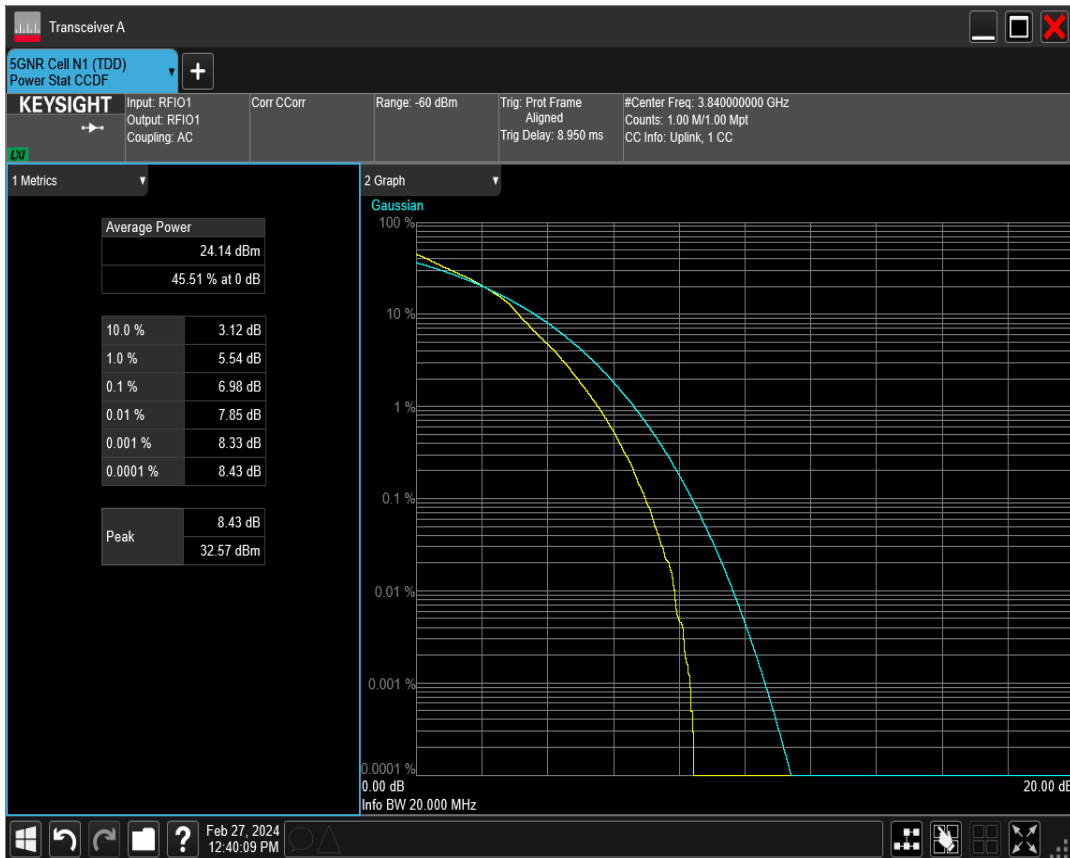 Transceiver A
5GNR Cell N1 (TDD)
Power Stat CCDF
+
KEYSIGHT
LXI
Input: RFIO1
Output: RFIO1
Coupling: AC
Corr CCorr
Range: -60 dBm
Trig: Prot Frame
Aligned
Trig Delay: 8.950 ms
#Center Freq: 3.840000000 GHz
Counts: 1.00 M/1.00 Mpt
CC Info: Uplink, 1 CC
1 Metrics
Average Power
24.14 dBm
45.51 % at 0 dB
10.0 % 3.12 dB
1.0 % 5.54 dB
0.1 % 6.98 dB
0.01 % 7.85 dB
0.001 % 8.33 dB
0.0001 % 8.43 dB
Peak
8.43 dB
32.57 dBm
2 Graph
Gaussian
100 %
10 %
1 %
0.1 %
0.01 %
0.001 %
0.0001 %
0.00 dB 20.00 dB
Info BW 20.000 MHz
?
Feb 27, 2024
12:40:09 PM